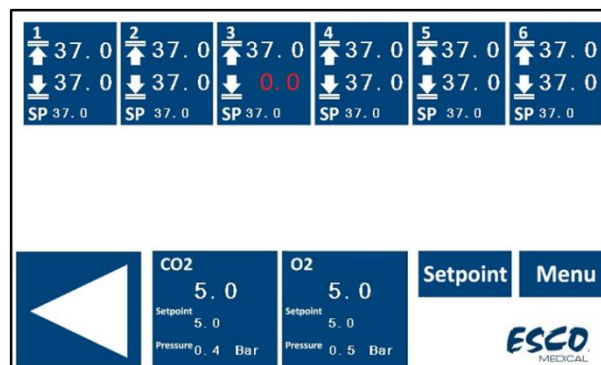 1 2 3 4 5 6
37.0 37.0 37.0 37.0 37.0 37.0
37.0 37.0 0.0 37.0 37.0 37.0
SP 37.0 SP 37.0 SP 37.0 SP 37.0 SP 37.0 SP 37.0
CO2
5.0
Setpoint
5.0
Pressure 0.4 Bar
O2
5.0
Setpoint
5.0
Pressure 0.5 Bar
Setpoint
Menu
ESCO
MEDICAL